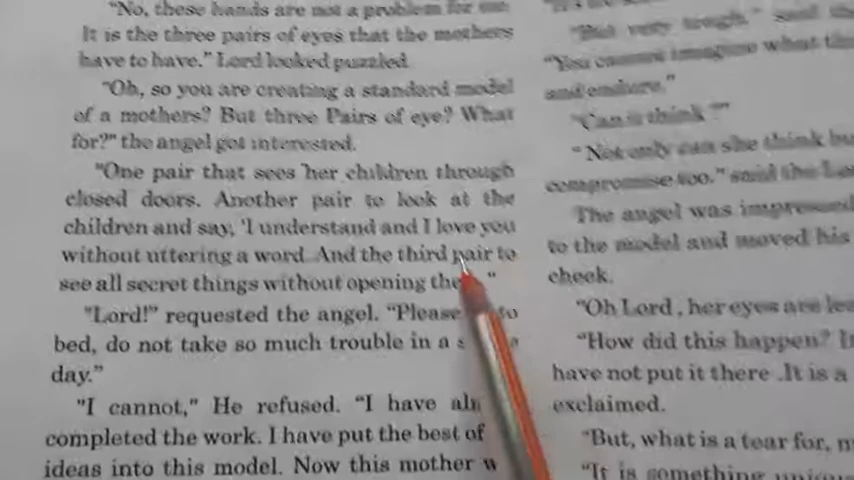 "No, these hands are not a problem for me.
It is the three pairs of eyes that the mothers
have to have." Lord looked puzzled.
"Oh, so you are creating a standard model
of a mothers? But three Pairs of eye? What
for?" the angel got interested.
"One pair that sees her children through
closed doors. Another pair to look at the
children and say, 'I understand and I love you
without uttering a word. And the third pair to
see all secret things without opening the "
"Lord!" requested the angel. "Please to
bed, do not take so much trouble in a
day."
"I cannot," He refused. "I have
completed the work. I have put the best of
ideas into this model. Now this mother
"But very tough," said
"You cannot imagine what
and endure."
"Can it think ?"
"Not only can she think
compromise too." said the
The angel was impressed
to the model and moved his
cheek.
"Oh Lord, her eyes are
"How did this happen?
have not put it there .It is a
exclaimed.
"But, what is a tear for,
"It is something